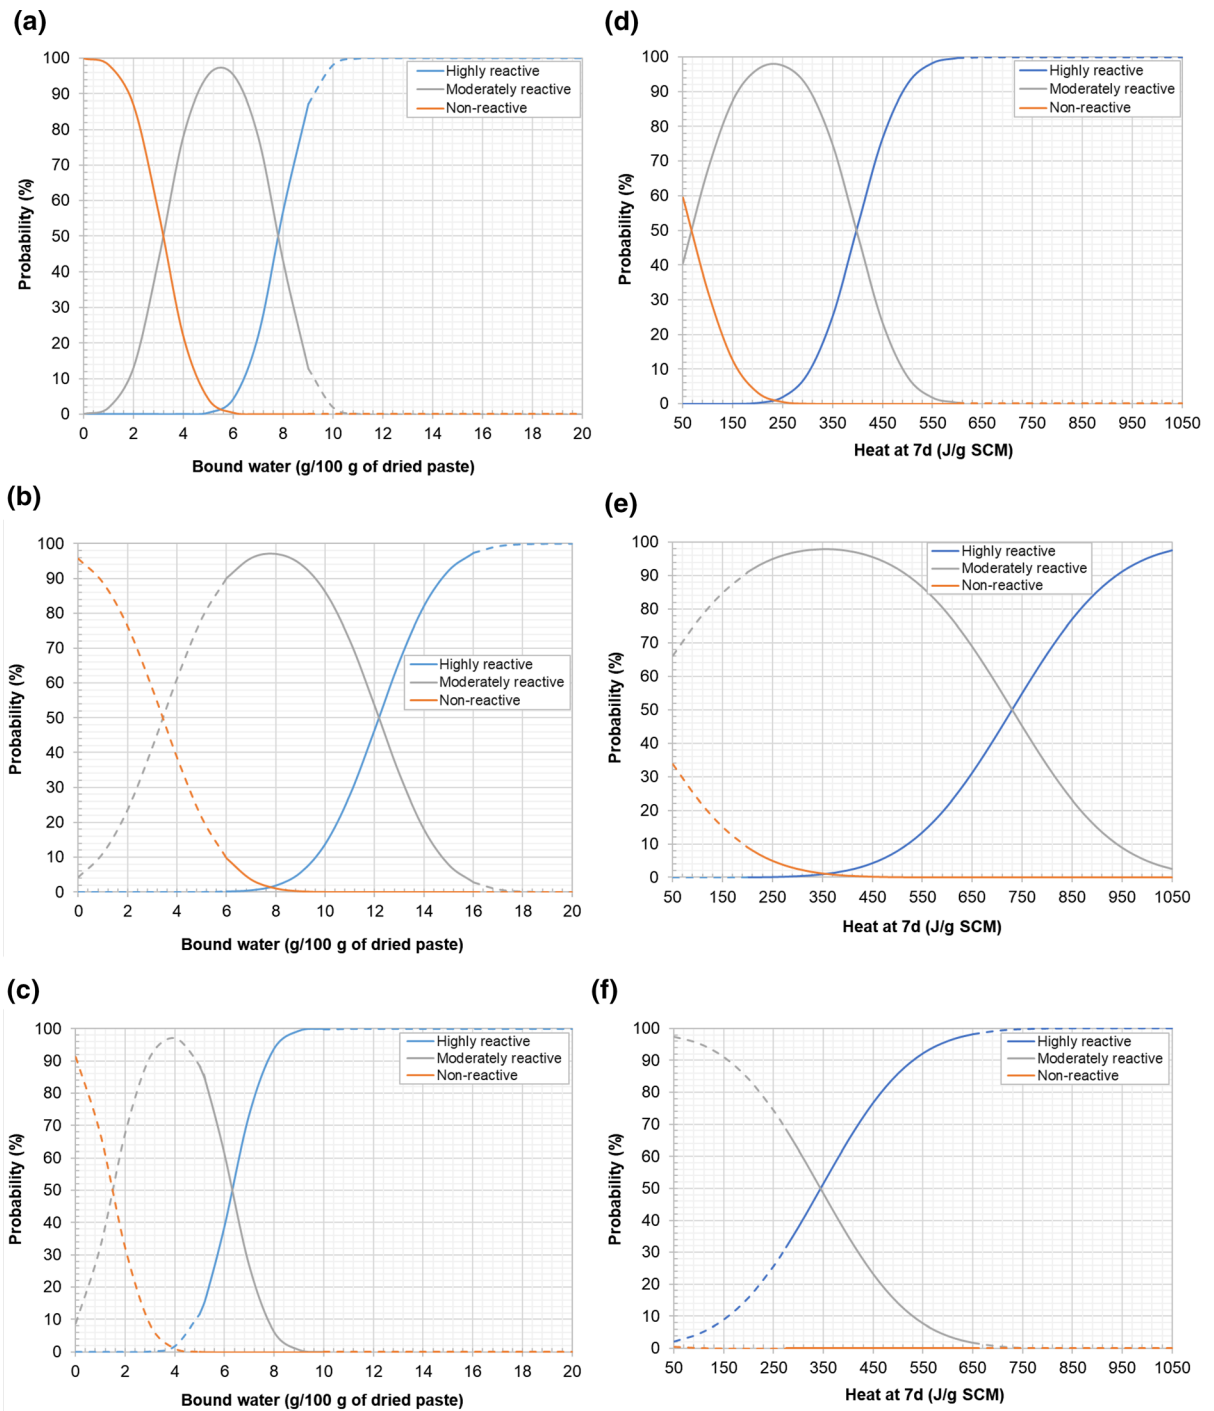 (a)
100
90
80
70
60
50
40
30
20
10
0
Probability (%)
Highly reactive
Moderately reactive
Non-reactive
0 2 4 6 8 10 12 14 16 18 20
Bound water (g/100 g of dried paste)
(d)
100
90
80
70
60
50
40
30
20
10
0
Probability (%)
Highly reactive
Moderately reactive
Non-reactive
50 150 250 350 450 550 650 750 850 950 1050
Heat at 7d (J/g SCM)
(b)
100
90
80
70
60
50
40
30
20
10
0
Probability (%)
Highly reactive
Moderately reactive
Non-reactive
0 2 4 6 8 10 12 14 16 18 20
Bound water (g/100 g of dried paste)
(e)
100
90
80
70
60
50
40
30
20
10
0
Probability (%)
Highly reactive
Moderately reactive
Non-reactive
50 150 250 350 450 550 650 750 850 950 1050
Heat at 7d (J/g SCM)
(c)
100
90
80
70
60
50
40
30
20
10
0
Probability (%)
Highly reactive
Moderately reactive
Non-reactive
0 2 4 6 8 10 12 14 16 18 20
Bound water (g/100 g of dried paste)
(f)
100
90
80
70
60
50
40
30
20
10
0
Probability (%)
Highly reactive
Moderately reactive
Non-reactive
50 150 250 350 450 550 650 750 850 950 1050
Heat at 7d (J/g SCM)